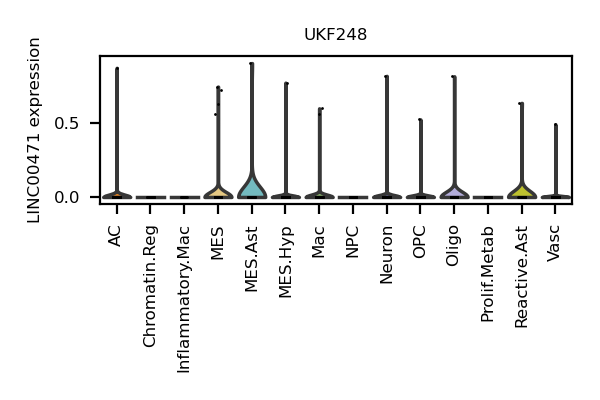 UKF248
LINC00471 expression
0.5
0.0
AC
Chromatin.Reg
Inflammatory.Mac
MES
MES.Ast
MES.Hyp
Mac
NPC
Neuron
OPC
Oligo
Prolif.Metab
Reactive.Ast
Vasc